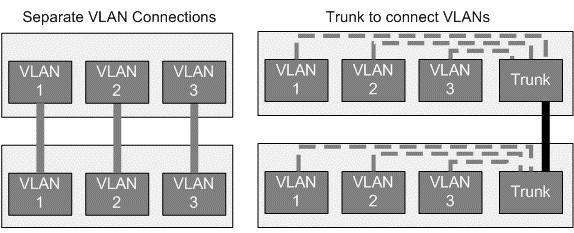 Separate VLAN Connections
Trunk to connect VLANs
VLAN
1
VLAN
2
VLAN
3
VLAN
1
VLAN
2
VLAN
3
Trunk
VLAN
1
VLAN
2
VLAN
3
VLAN
1
VLAN
2
VLAN
3
Trunk